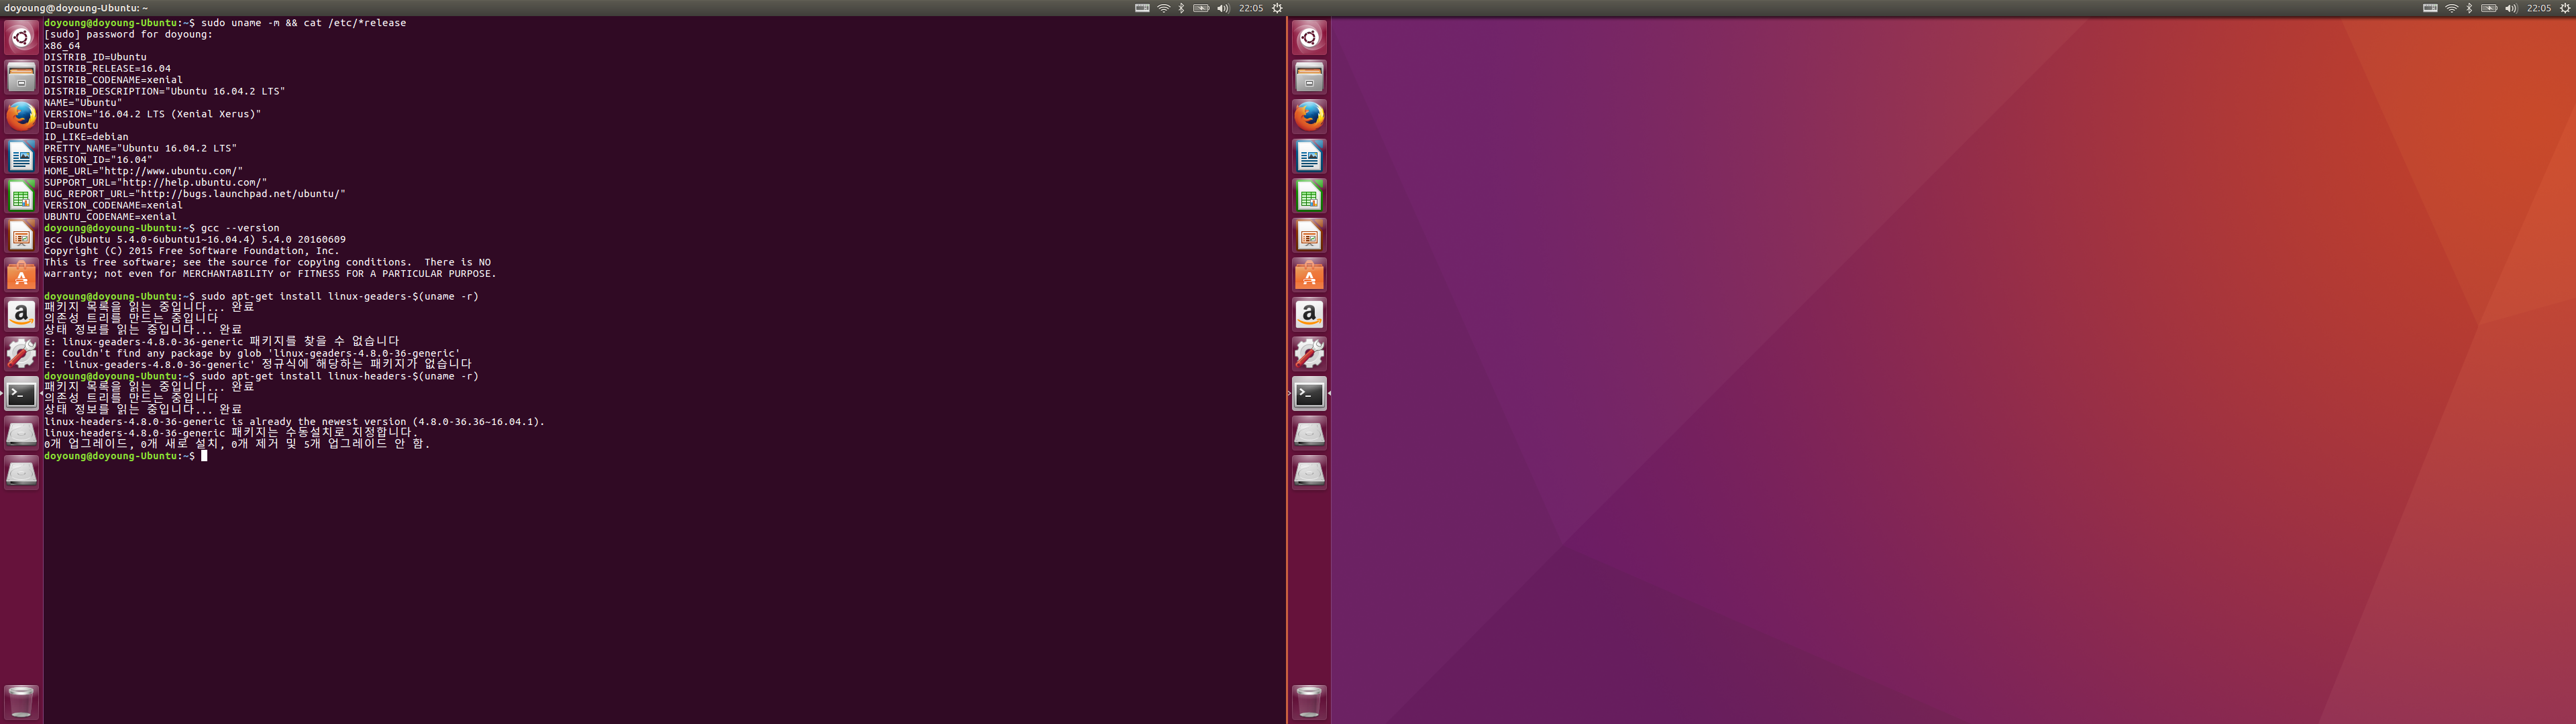 doyoung@doyoung-Ubuntu: ~
22:05
22:05
doyoung@doyoung-Ubuntu:~$ sudo uname -m && cat /etc/*release
[sudo] password for doyoung:
x86_64
DISTRIB_ID=Ubuntu
DISTRIB_RELEASE=16.04
DISTRIB_CODENAME=xenial
DISTRIB_DESCRIPTION="Ubuntu 16.04.2 LTS"
NAME="Ubuntu"
VERSION="16.04.2 LTS (Xenial Xerus)"
ID=ubuntu
ID_LIKE=debian
PRETTY_NAME="Ubuntu 16.04.2 LTS"
VERSION_ID="16.04"
HOME_URL="http://www.ubuntu.com/"
SUPPORT_URL="http://help.ubuntu.com/"
BUG_REPORT_URL="http://bugs.launchpad.net/ubuntu/"
VERSION_CODENAME=xenial
UBUNTU_CODENAME=xenial
doyoung@doyoung-Ubuntu:~$ gcc --version
gcc (Ubuntu 5.4.0-6ubuntu1~16.04.4) 5.4.0 20160609
Copyright (C) 2015 Free Software Foundation, Inc.
This is free software; see the source for copying conditions.  There is NO
warranty; not even for MERCHANTABILITY or FITNESS FOR A PARTICULAR PURPOSE.
doyoung@doyoung-Ubuntu:~$ sudo apt-get install linux-geaders-$(uname -r)
패키지 목록을 읽는 중입니다... 완료
의존성 트리를 만드는 중입니다
상태 정보를 읽는 중입니다... 완료
E: linux-geaders-4.8.0-36-generic 패키지를 찾을 수 없습니다
E: Couldn't find any package by glob 'linux-geaders-4.8.0-36-generic'
E: 'linux-geaders-4.8.0-36-generic' 정규식에 해당하는 패키지가 없습니다
doyoung@doyoung-Ubuntu:~$ sudo apt-get install linux-headers-$(uname -r)
패키지 목록을 읽는 중입니다... 완료
의존성 트리를 만드는 중입니다
상태 정보를 읽는 중입니다... 완료
linux-headers-4.8.0-36-generic is already the newest version (4.8.0-36.36~16.04.1).
linux-headers-4.8.0-36-generic 패키지는 수동설치로 지정합니다.
0개 업그레이드, 0개 새로 설치, 0개 제거 및 5개 업그레이드 안 함.
doyoung@doyoung-Ubuntu:~$